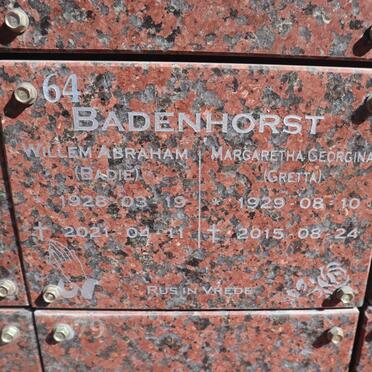 64
BADENHORST
WILLEM ABRAHAM
(BADIE)
* 1928 03 19
† 2021 04 11
MARGARETHA GEORGINA
(GRETTA)
* 1929 08 10
† 2015 08 24
RUS IN VREDE